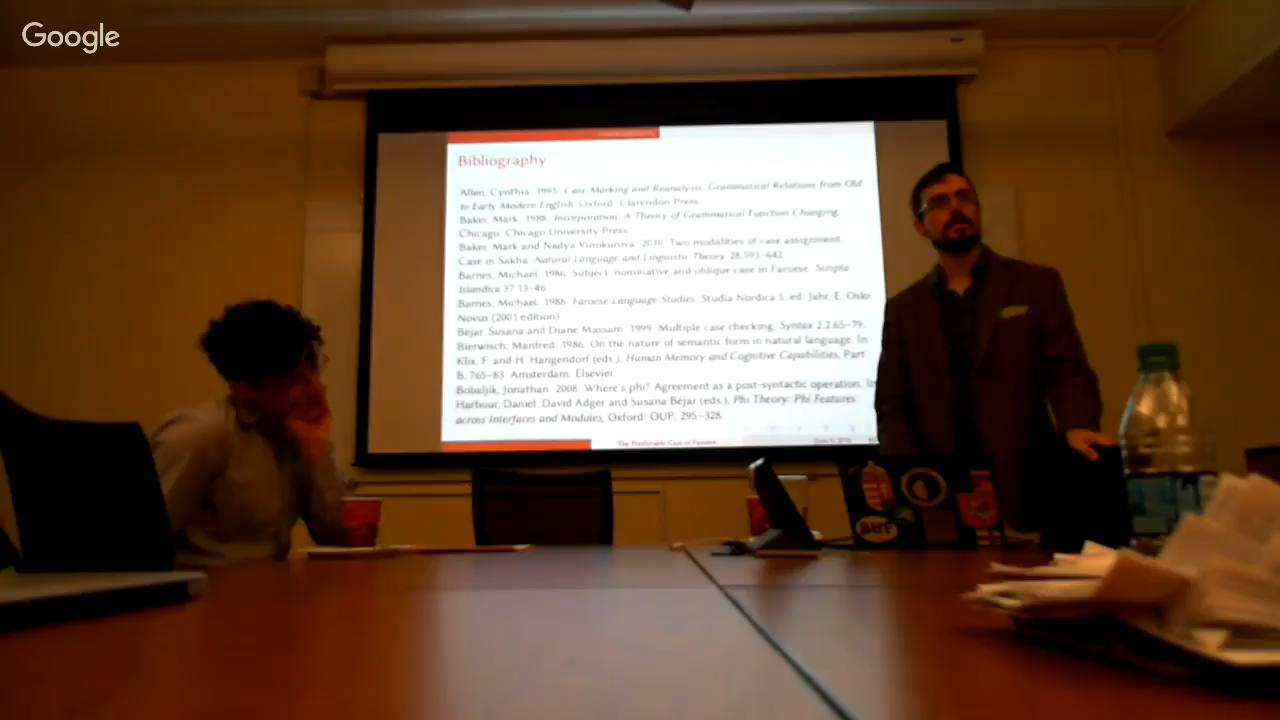 Google
Bibliography
Allen, Cynthia. 1995. Case Marking and Reanalysis. Grammatical Relations from Old
to Early Modern English. Oxford. Clarendon Press
Baker, Mark. 1988. Incorporation. A Theory of Grammatical Function Changing.
Chicago. Chicago University Press
Baker, Mark and Nadya Vinokurova. 2010. Two modalities of case assignment
Case in Sakha. Natural Language and Linguistic Theory 28.593–642
Barnes, Michael. 1986. Subject, nominative and oblique case in Faroese. Scripta
Islandica 37.13–46
Barnes, Michael. 1988. Faroese Language Studies. Studia Nordica 5, ed. Jahr, E. Oslo:
Novus (2001 edition)
Béjar, Susana and Diane Massam. 1999. Multiple case checking. Syntax 2.2.65–79.
Bierwisch, Manfred. 1986. On the nature of semantic form in natural language. In
Klix, F. and H. Hangendorf (eds.), Human Memory and Cognitive Capabilities, Part
B, 765–83. Amsterdam. Elsevier
Bobaljik, Jonathan. 2008. Where's phi? Agreement as a post-syntactic operation. In
Harbour, Daniel, David Adger and Susana Béjar (eds.), Phi Theory: Phi Features
across Interfaces and Modules, Oxford: OUP, 295–328.
The Predictable Case of Faroese